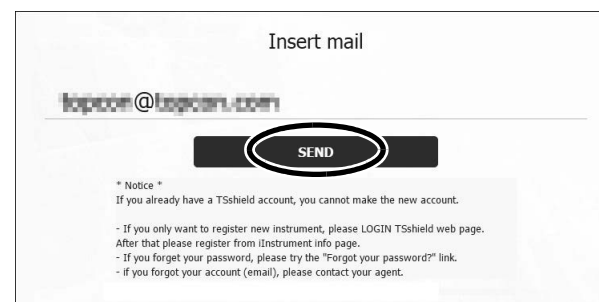 Insert mail
@
SEND
* Notice *
If you already have a TSshield account, you cannot make the new account.
- If you only want to register new instrument, please LOGIN TSshield web page.
After that please register from iInstrument info page.
- If you forget your password, please try the "Forgot your password?" link.
- if you forgot your account (email), please contact your agent.